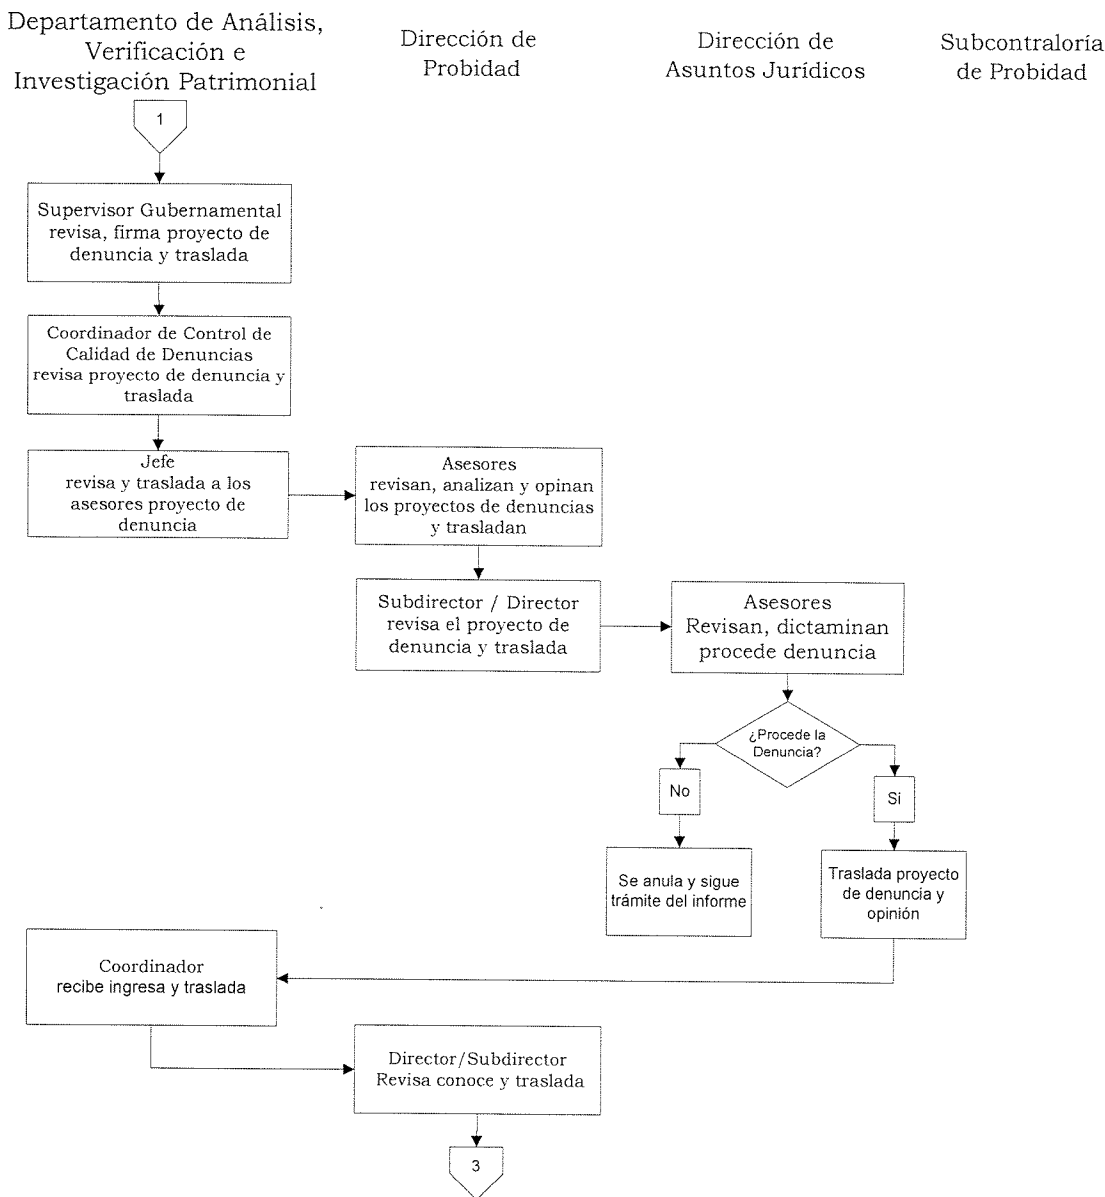 Departamento de Análisis,
Verificación e
Investigación Patrimonial
Dirección de
Probidad
Dirección de
Asuntos Jurídicos
Subcontraloría
de Probidad
1
Supervisor Gubernamental
revisa, firma proyecto de
denuncia y traslada
Coordinador de Control de
Calidad de Denuncias
revisa proyecto de denuncia y
traslada
Jefe
revisa y traslada a los
asesores proyecto de
denuncia
Asesores
revisan, analizan y opinan
los proyectos de denuncias
y trasladan
Subdirector / Director
revisa el proyecto de
denuncia y traslada
Asesores
Revisan, dictaminan
procede denuncia
¿Procede la
Denuncia?
No
Si
Se anula y sigue
trámite del informe
Traslada proyecto
de denuncia y
opinión
Coordinador
recibe ingresa y traslada
Director/Subdirector
Revisa conoce y traslada
3